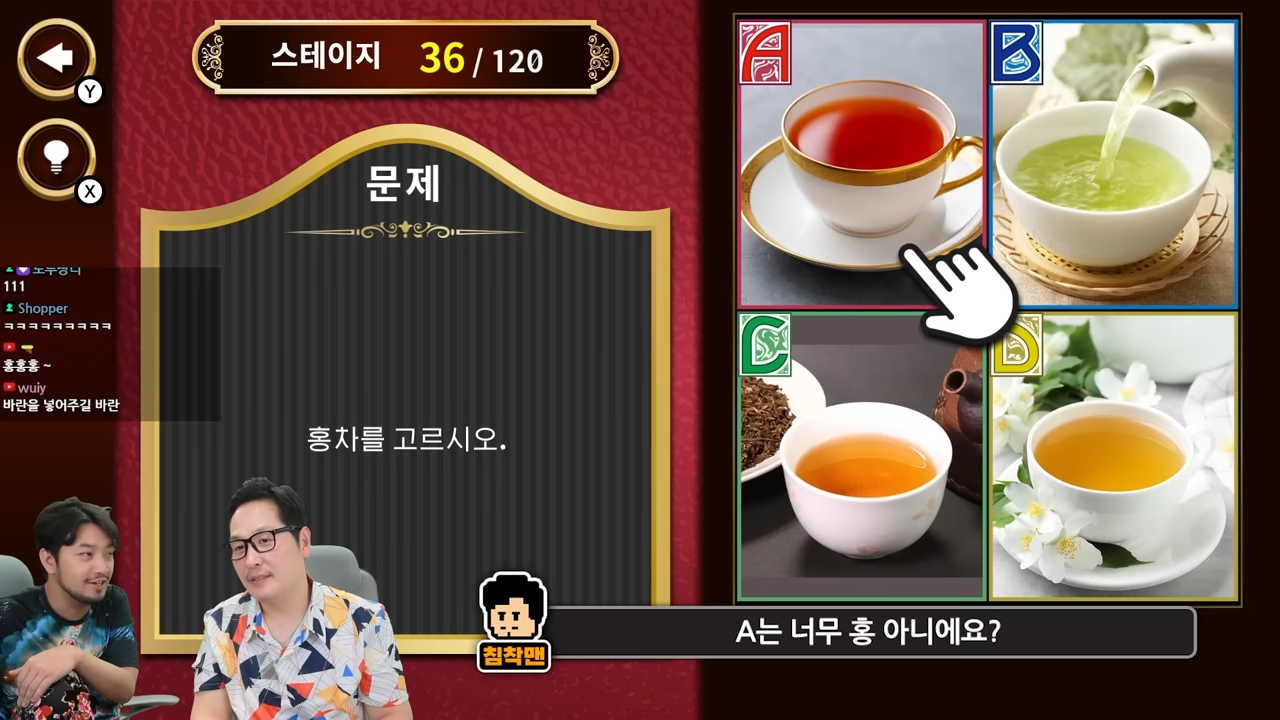 스테이지 36 / 120
Y
X
문제
홍차를 고르시오.
A
B
C
D
111
Shopper
ㅋㅋㅋㅋㅋㅋㅋㅋㅋ
홍홍홍 ~
wuiy
바란을 넣어주길 바란
침착맨
A는 너무 홍 아니에요?